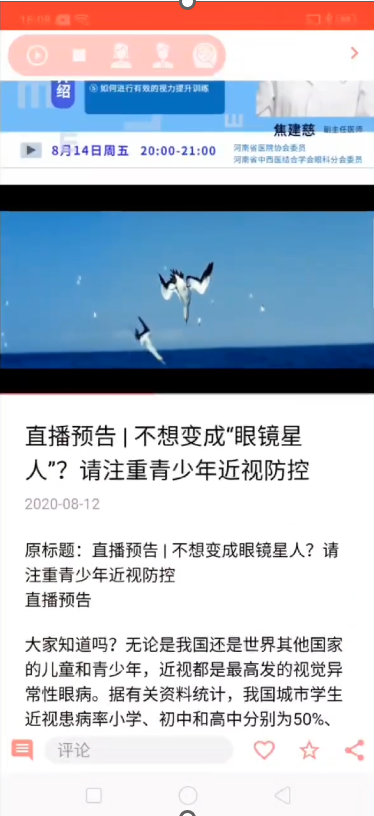 16:08
介绍
⑤ 如何进行有效的视力提升训练
焦建慈 副主任医师
8月14日周五 20:00-21:00
河南省医院协会委员
河南省中西医结合学会眼科分会委员
直播预告 | 不想变成“眼镜星
人”？请注重青少年近视防控
2020-08-12
原标题：直播预告 | 不想变成眼镜星人？请
注重青少年近视防控
直播预告
大家知道吗？无论是我国还是世界其他国家
的儿童和青少年，近视都是最高发的视觉异
常性眼病。据有关资料统计，我国城市学生
近视患病率小学、初中和高中分别为50%、
评论